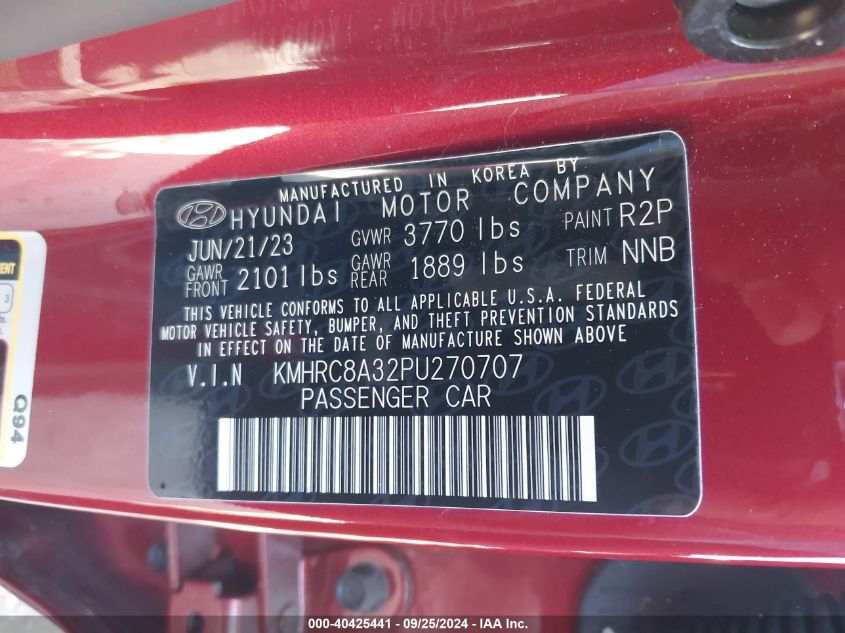 MANUFACTURED IN KOREA BY
HYUNDAI MOTOR COMPANY
JUN/21/23 GVWR 3770 lbs PAINT R2P
GAWR FRONT 2101 lbs GAWR REAR 1889 lbs TRIM NNB
THIS VEHICLE CONFORMS TO ALL APPLICABLE U.S.A. FEDERAL
MOTOR VEHICLE SAFETY, BUMPER, AND THEFT PREVENTION STANDARDS
IN EFFECT ON THE DATE OF MANUFACTURE SHOWN ABOVE
V.I.N KMHRC8A32PU270707
PASSENGER CAR
3
Q94
000-40425441 - 09/25/2024 - IAA Inc.